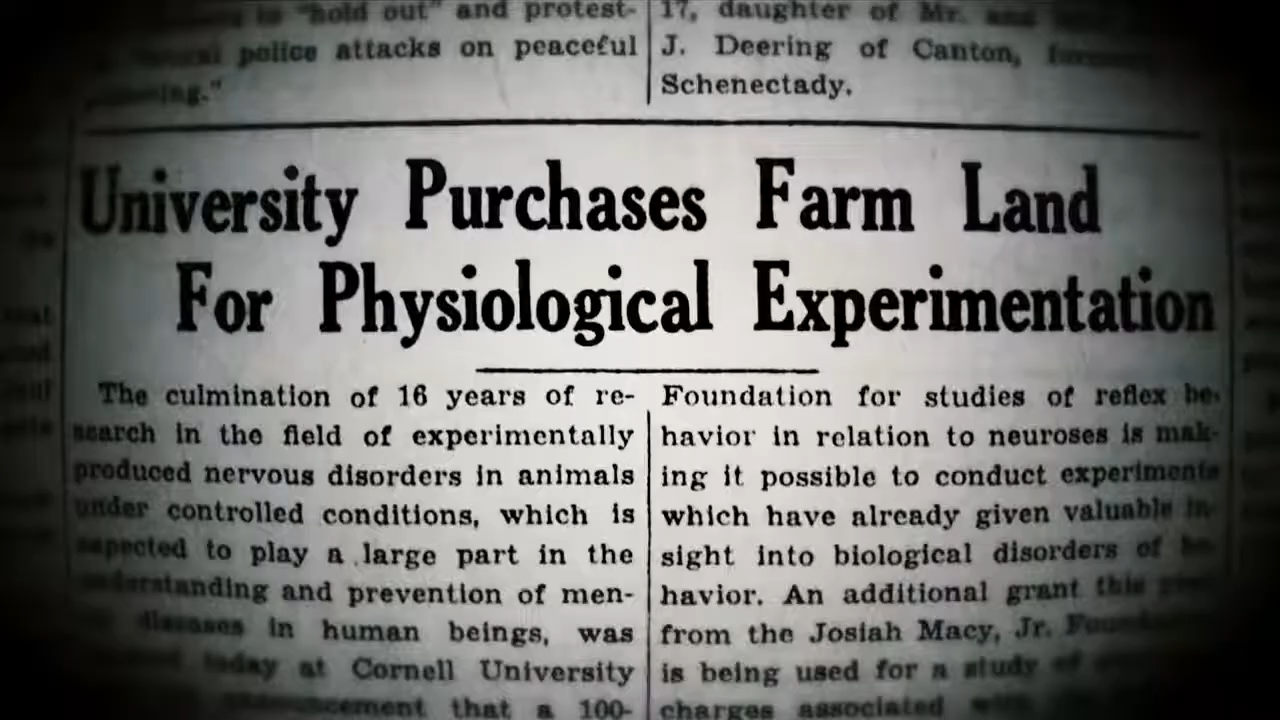 "hold out" and protest-
police attacks on peaceful
17, daughter of Mr. and
J. Deering of Canton,
Schenectady.
University Purchases Farm Land
For Physiological Experimentation
The culmination of 16 years of re-
search in the field of experimentally
produced nervous disorders in animals
under controlled conditions, which is
expected to play a large part in the
understanding and prevention of men-
diseases in human beings, was
today at Cornell University
that a 100-
Foundation for studies of reflex be-
havior in relation to neuroses is mak-
ing it possible to conduct experiments
which have already given valuable in-
sight into biological disorders of be-
havior. An additional grant this
from the Josiah Macy, Jr.
is being used for a study of
charges associated